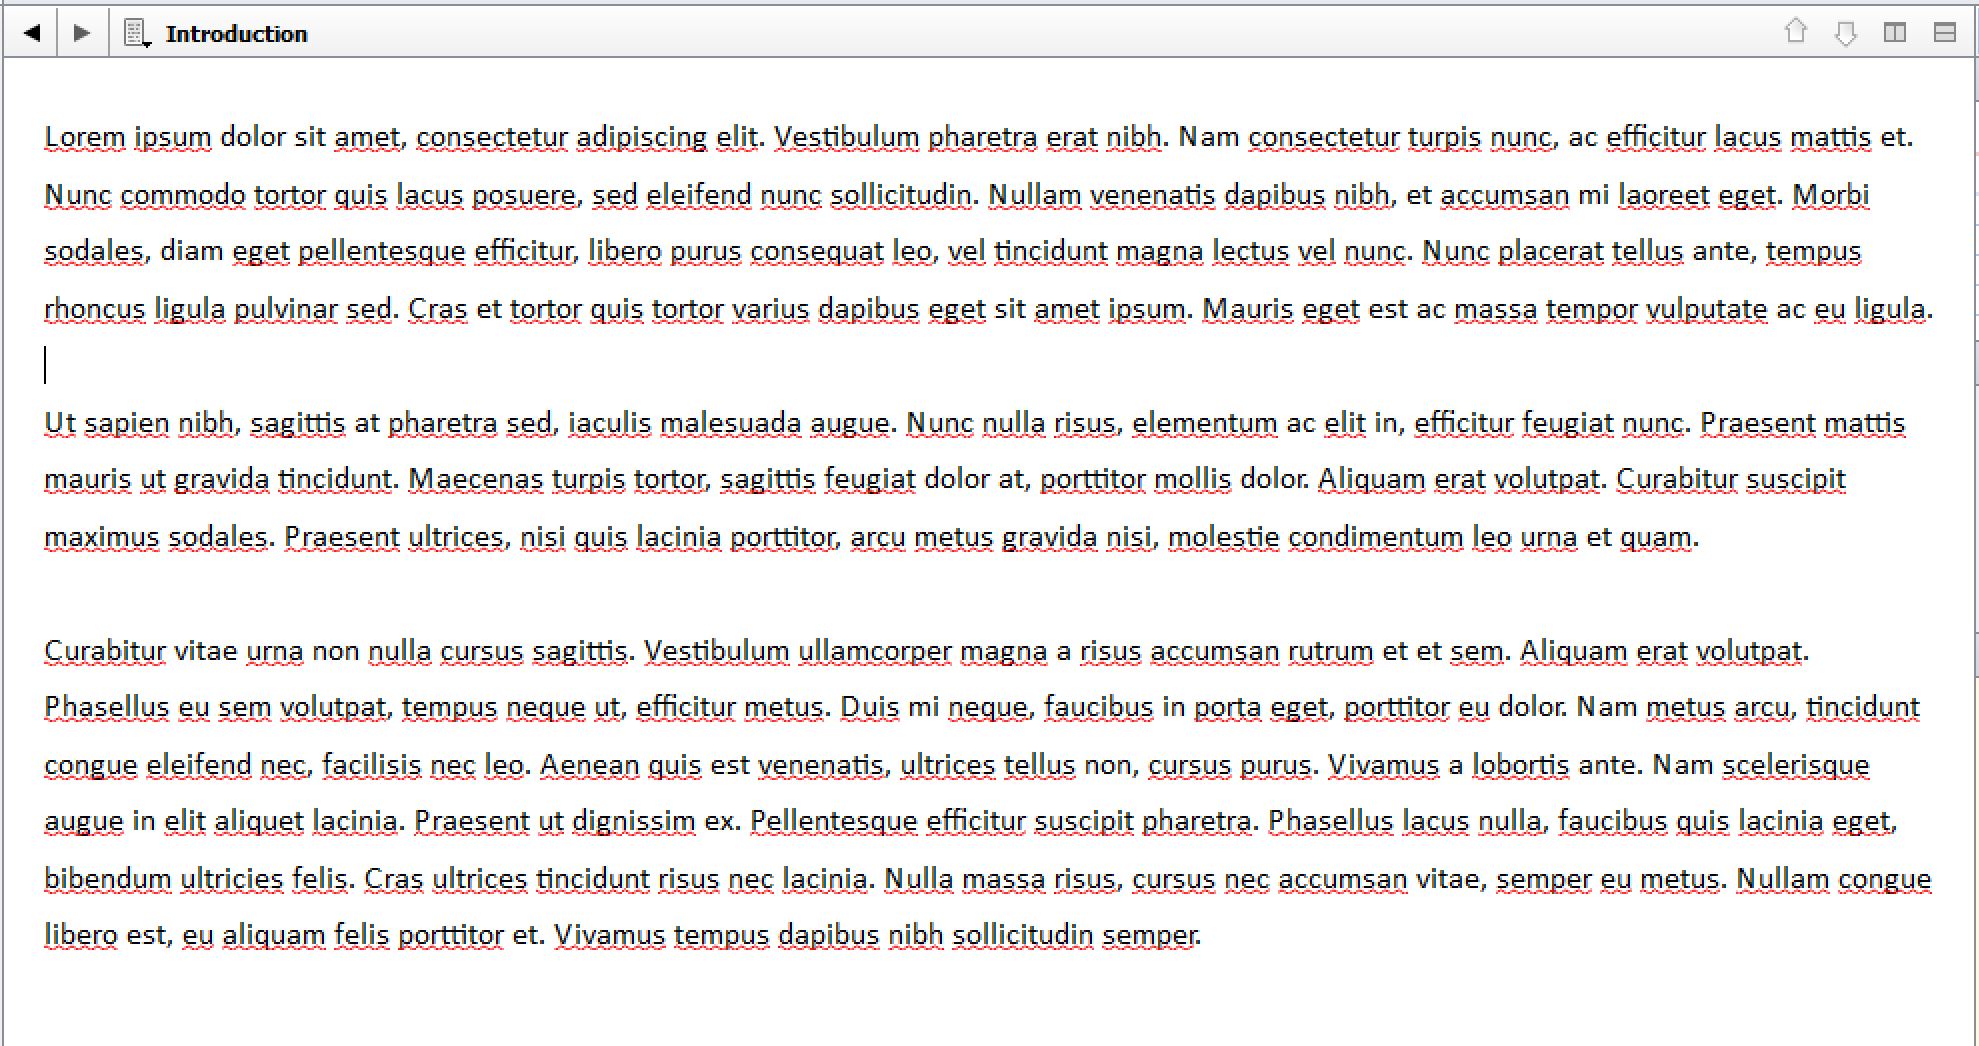 Introduction
Lorem ipsum dolor sit amet, consectetur adipiscing elit. Vestibulum pharetra erat nibh. Nam consectetur turpis nunc, ac efficitur lacus mattis et.
Nunc commodo tortor quis lacus posuere, sed eleifend nunc sollicitudin. Nullam venenatis dapibus nibh, et accumsan mi laoreet eget. Morbi
sodales, diam eget pellentesque efficitur, libero purus consequat leo, vel tincidunt magna lectus vel nunc. Nunc placerat tellus ante, tempus
rhoncus ligula pulvinar sed. Cras et tortor quis tortor varius dapibus eget sit amet ipsum. Mauris eget est ac massa tempor vulputate ac eu ligula.
Ut sapien nibh, sagittis at pharetra sed, iaculis malesuada augue. Nunc nulla risus, elementum ac elit in, efficitur feugiat nunc. Praesent mattis
mauris ut gravida tincidunt. Maecenas turpis tortor, sagittis feugiat dolor at, porttitor mollis dolor. Aliquam erat volutpat. Curabitur suscipit
maximus sodales. Praesent ultrices, nisi quis lacinia porttitor, arcu metus gravida nisi, molestie condimentum leo urna et quam.
Curabitur vitae urna non nulla cursus sagittis. Vestibulum ullamcorper magna a risus accumsan rutrum et et sem. Aliquam erat volutpat.
Phasellus eu sem volutpat, tempus neque ut, efficitur metus. Duis mi neque, faucibus in porta eget, porttitor eu dolor. Nam metus arcu, tincidunt
congue eleifend nec, facilisis nec leo. Aenean quis est venenatis, ultrices tellus non, cursus purus. Vivamus a lobortis ante. Nam scelerisque
augue in elit aliquet lacinia. Praesent ut dignissim ex. Pellentesque efficitur suscipit pharetra. Phasellus lacus nulla, faucibus quis lacinia eget,
bibendum ultricies felis. Cras ultrices tincidunt risus nec lacinia. Nulla massa risus, cursus nec accumsan vitae, semper eu metus. Nullam congue
libero est, eu aliquam felis porttitor et. Vivamus tempus dapibus nibh sollicitudin semper.